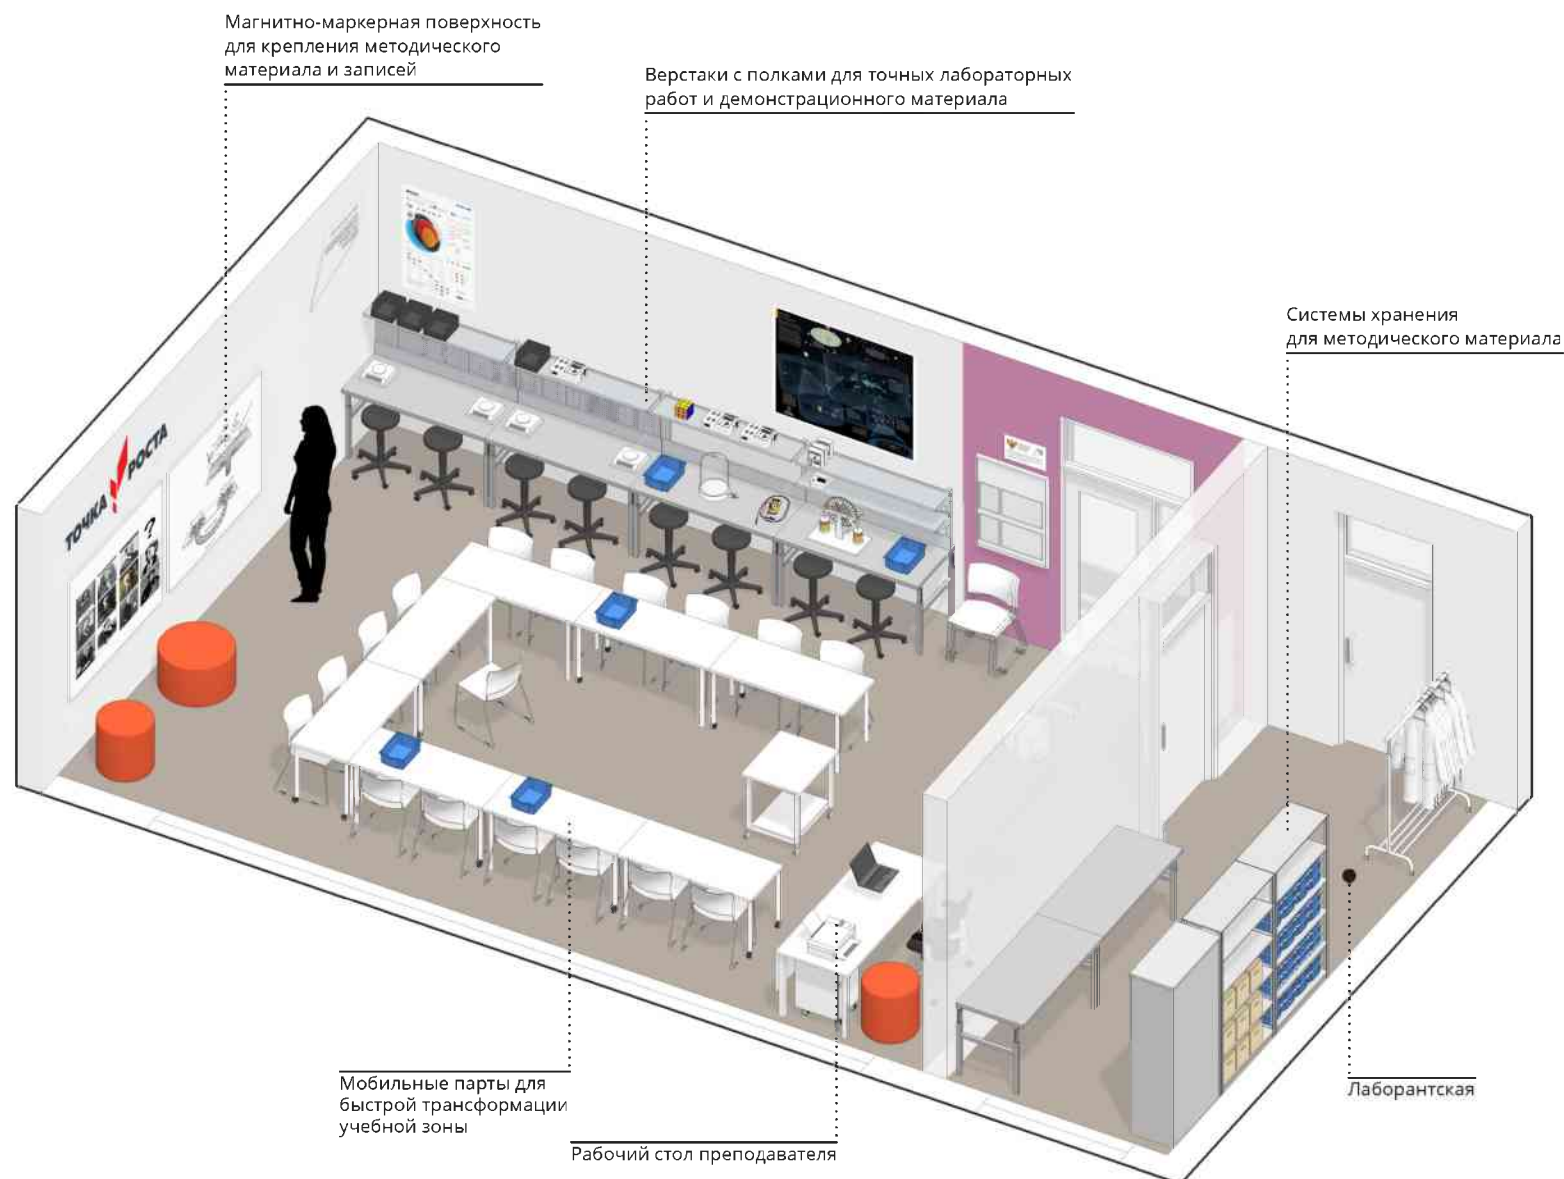 Магнитно-маркерная поверхность
для крепления методического
материала и записей
Верстаки с полками для точных лабораторных
работ и демонстрационного материала
Системы хранения
для методического материала
ТОЧКА РОСТА
?
Мобильные парты для
быстрой трансформации
учебной зоны
Рабочий стол преподавателя
Лаборантская